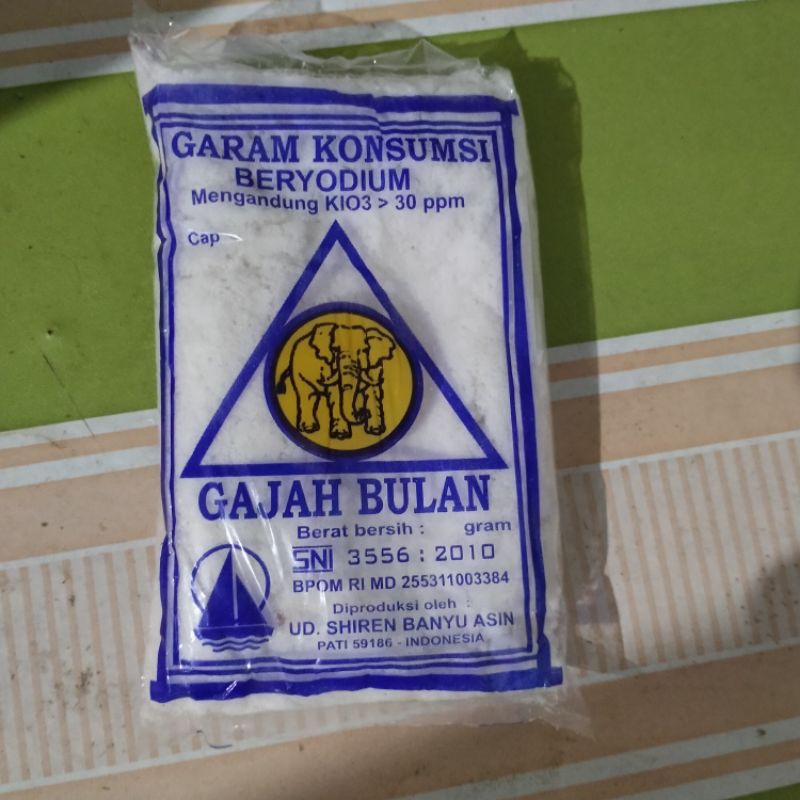 GARAM KONSUMSI
BERYODIUM
Mengandung KIO3 > 30 ppm
Cap
GAJAH BULAN
Berat bersih : gram
SNI 3556 : 2010
BPOM RI MD 255311003384
Diproduksi oleh :
UD. SHIREN BANYU ASIN
PATI 59186 - INDONESIA